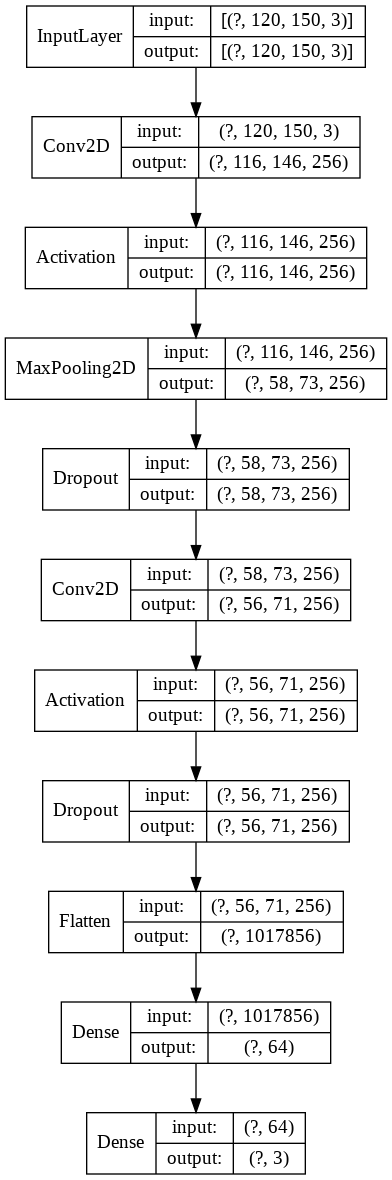 InputLayer
input: [(?, 120, 150, 3)]
output: [(?, 120, 150, 3)]
Conv2D
input: (?, 120, 150, 3)
output: (?, 116, 146, 256)
Activation
input: (?, 116, 146, 256)
output: (?, 116, 146, 256)
MaxPooling2D
input: (?, 116, 146, 256)
output: (?, 58, 73, 256)
Dropout
input: (?, 58, 73, 256)
output: (?, 58, 73, 256)
Conv2D
input: (?, 58, 73, 256)
output: (?, 56, 71, 256)
Activation
input: (?, 56, 71, 256)
output: (?, 56, 71, 256)
Dropout
input: (?, 56, 71, 256)
output: (?, 56, 71, 256)
Flatten
input: (?, 56, 71, 256)
output: (?, 1017856)
Dense
input: (?, 1017856)
output: (?, 64)
Dense
input: (?, 64)
output: (?, 3)